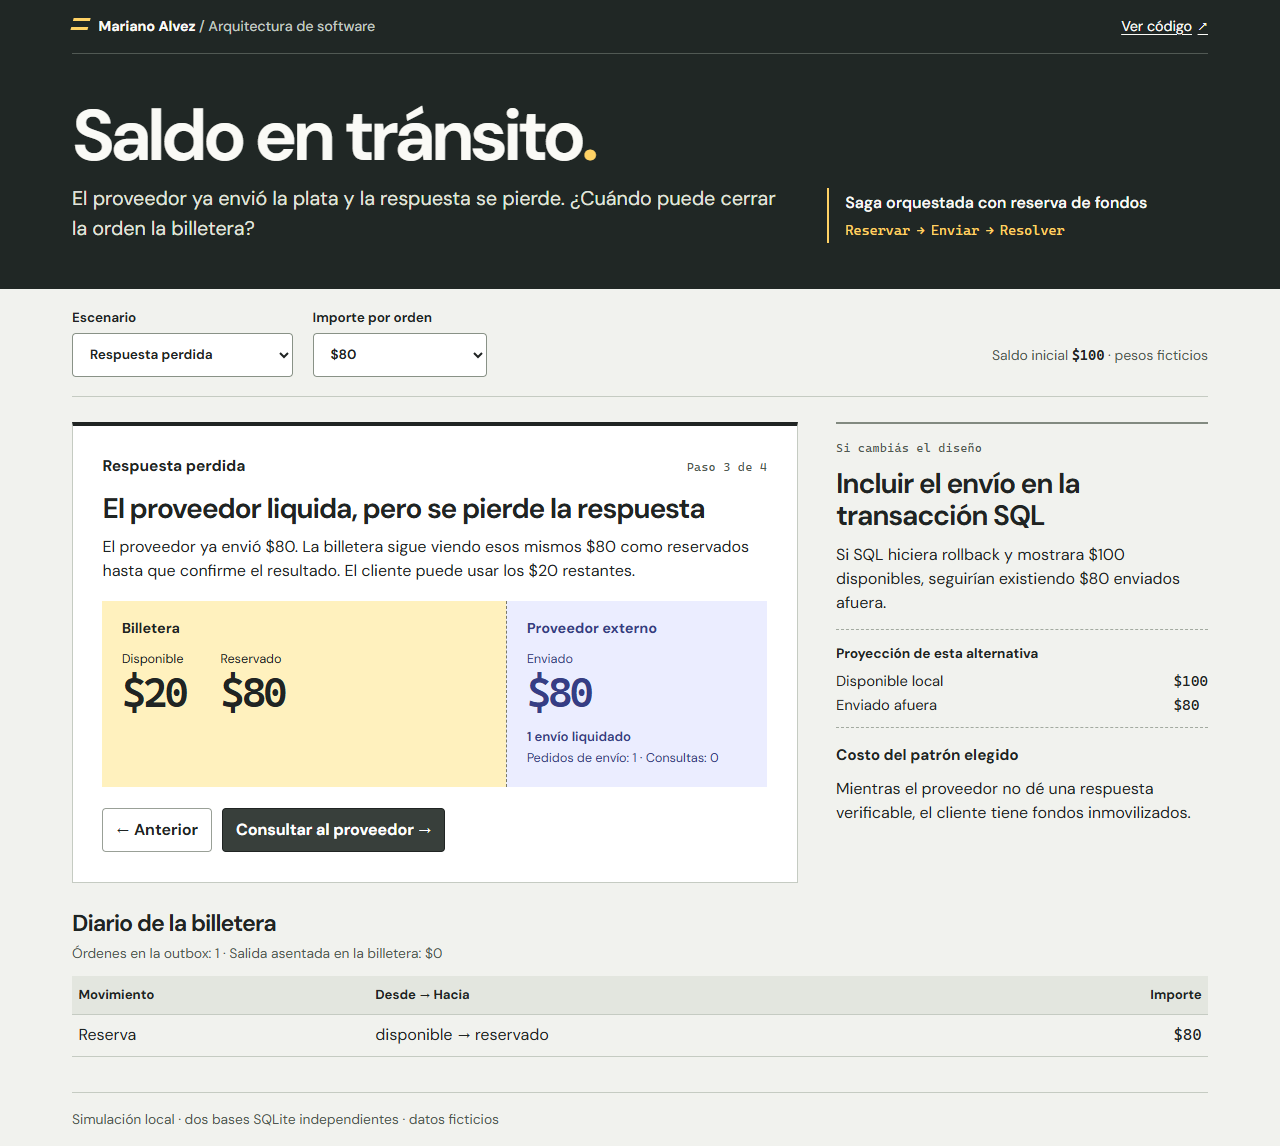 Mariano Alvez / Arquitectura de software
Ver código ↗
Saldo en tránsito.
El proveedor ya envió la plata y la respuesta se pierde. ¿Cuándo puede cerrar
la orden la billetera?
Saga orquestada con reserva de fondos
Reservar → Enviar → Resolver
Escenario
Importe por orden
Respuesta perdida
$80
Saldo inicial $100 · pesos ficticios
Respuesta perdida
Paso 3 de 4
El proveedor liquida, pero se pierde la respuesta
El proveedor ya envió $80. La billetera sigue viendo esos mismos $80 como reservados
hasta que confirme el resultado. El cliente puede usar los $20 restantes.
Billetera
Disponible
Reservado
$20
$80
Proveedor externo
Enviado
$80
1 envío liquidado
Pedidos de envío: 1 · Consultas: 0
← Anterior
Consultar al proveedor →
Si cambiás el diseño
Incluir el envío en la
transacción SQL
Si SQL hiciera rollback y mostrara $100
disponibles, seguirían existiendo $80 enviados
afuera.
Proyección de esta alternativa
Disponible local $100
Enviado afuera $80
Costo del patrón elegido
Mientras el proveedor no dé una respuesta
verificable, el cliente tiene fondos inmovilizados.
Diario de la billetera
Órdenes en la outbox: 1 · Salida asentada en la billetera: $0
Movimiento Desde → Hacia Importe
Reserva disponible → reservado $80
Simulación local · dos bases SQLite independientes · datos ficticios